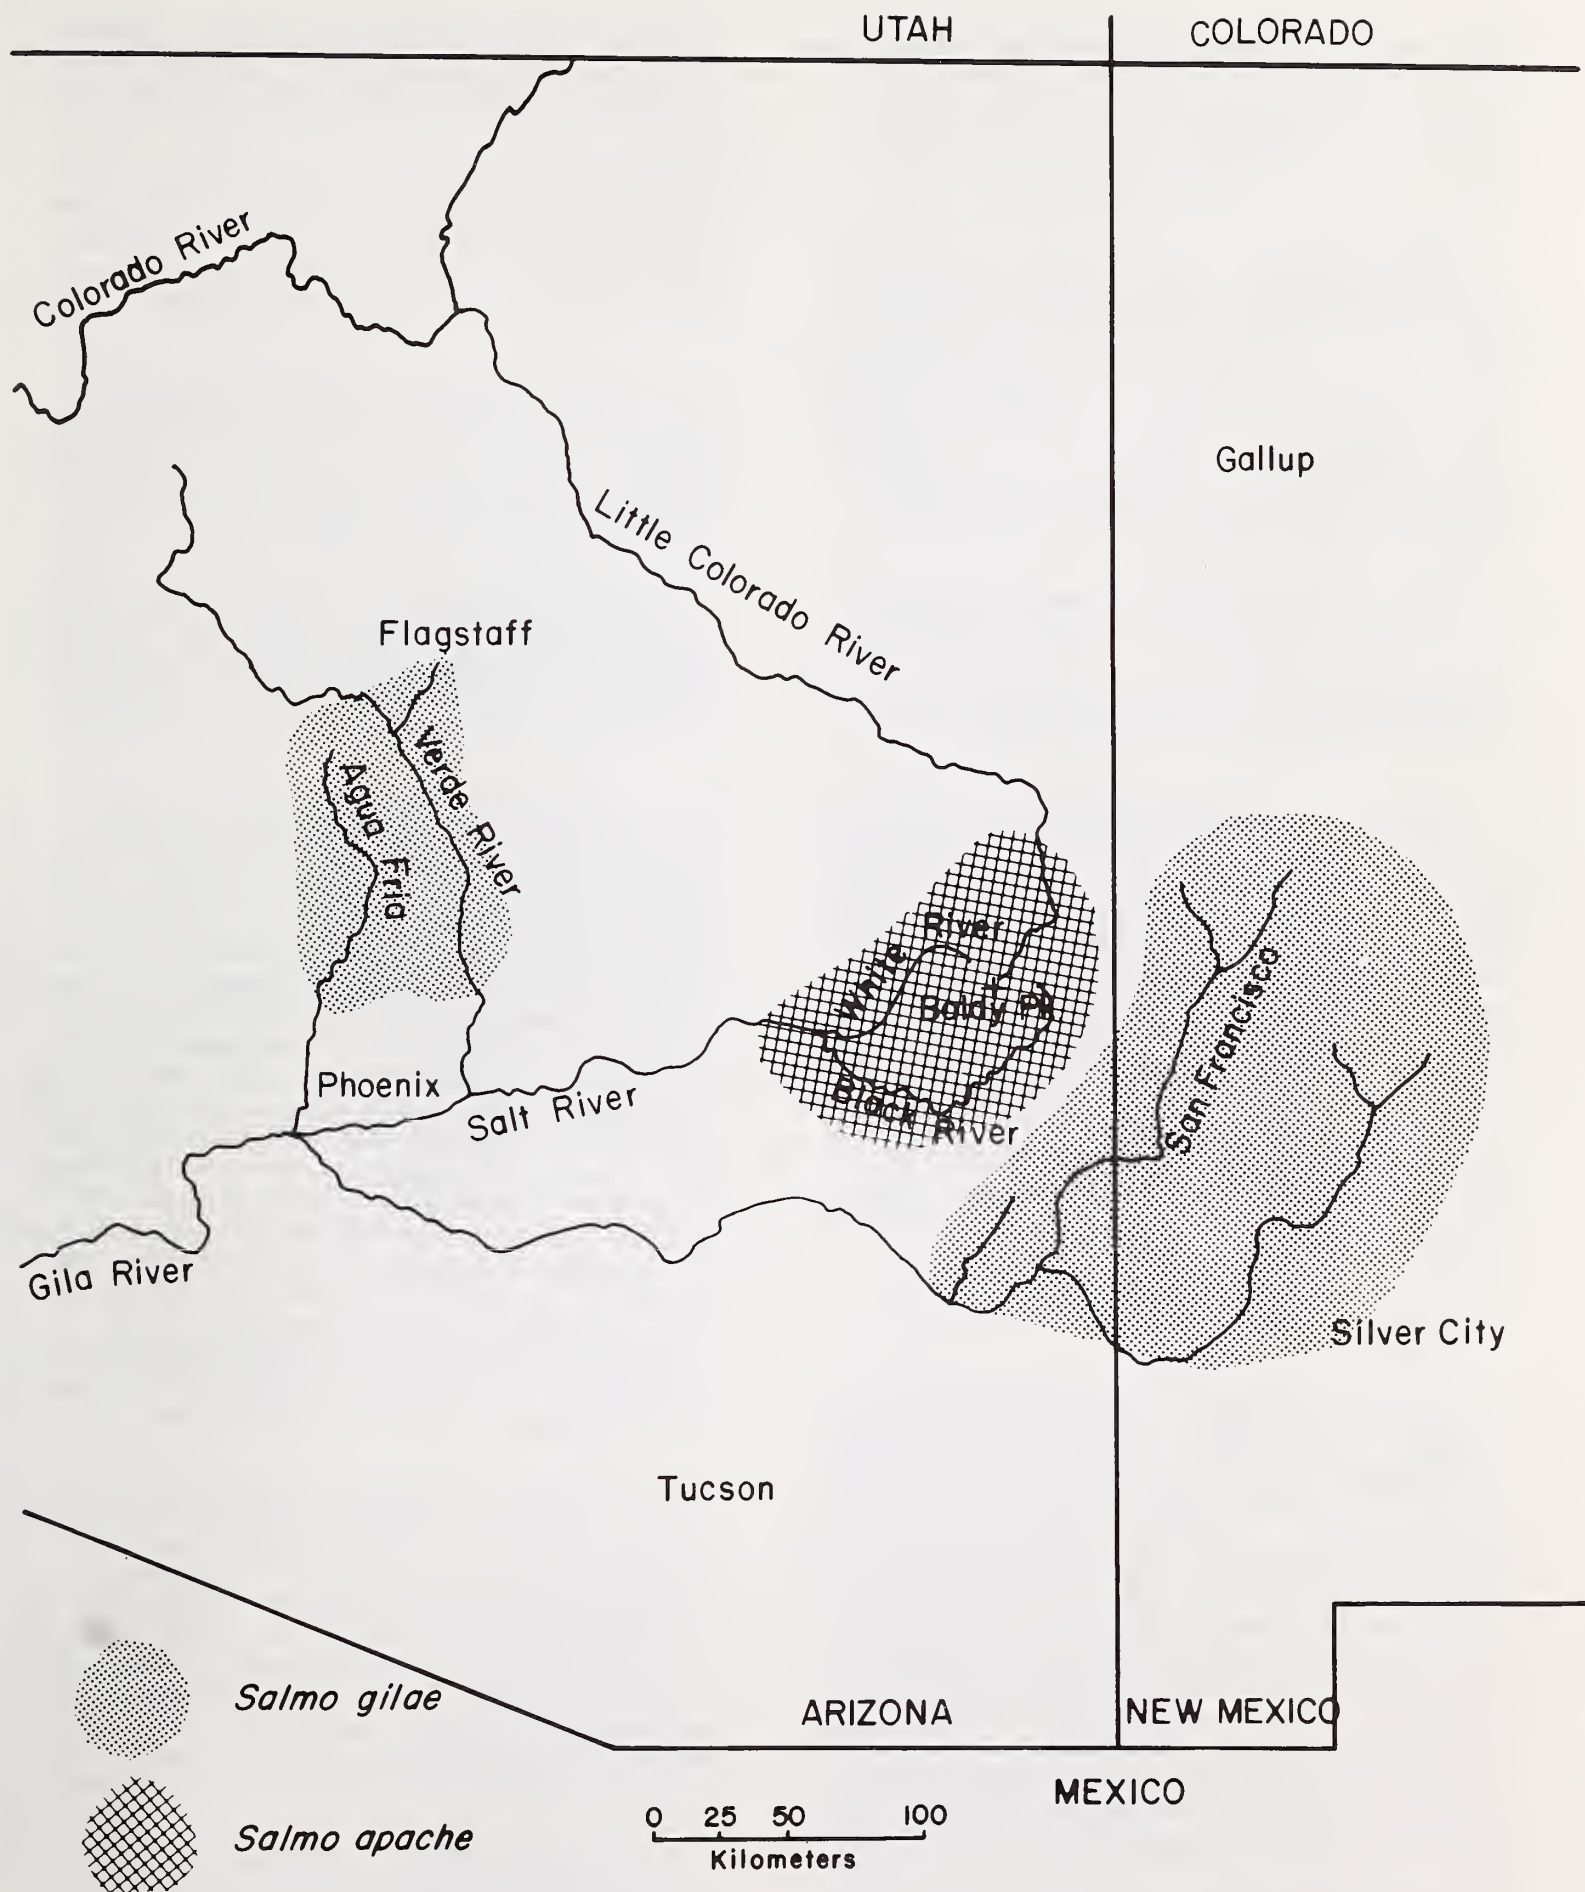 UTAH
COLORADO
Colorado River
Gallup
Little Colorado River
Flagstaff
Verde River
Agua Fria
White River
Baldy Pk
San Francisco
Phoenix
Salt River
Black River
Gila River
Silver City
Tucson
Salmo gilae
ARIZONA
NEW MEXICO
MEXICO
Salmo apache
0 25 50 100
Kilometers